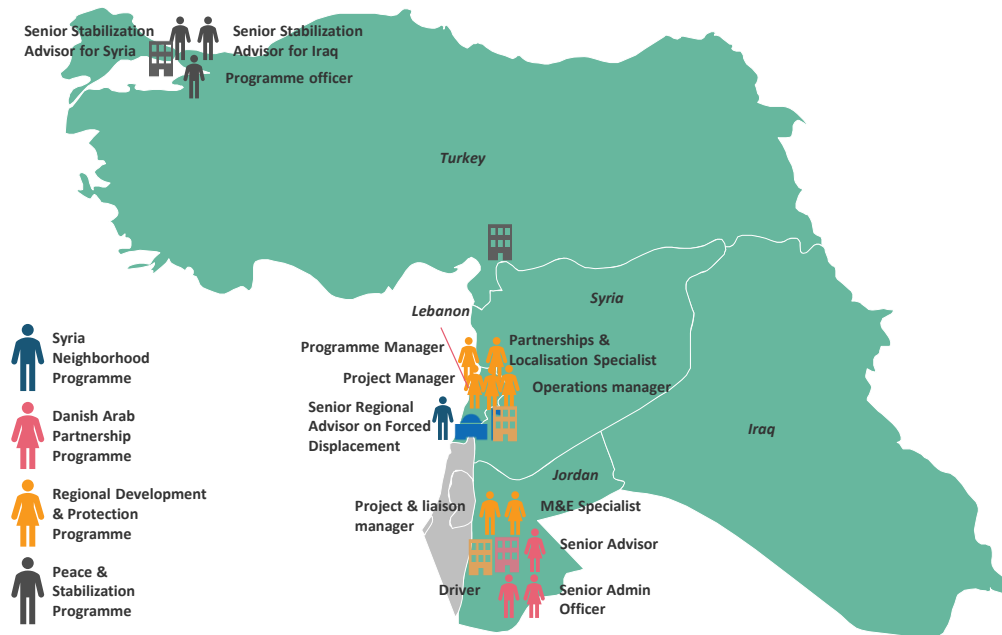 Senior Stabilization
Advisor for Syria
Senior Stabilization
Advisor for Iraq
Programme officer
Turkey
Syria
Lebanon
Programme Manager
Partnerships &
Localisation Specialist
Project Manager
Operations manager
Senior Regional
Advisor on Forced
Displacement
Iraq
Jordan
Project & liaison
manager
M&E Specialist
Senior Advisor
Driver
Senior Admin
Officer
Syria
Neighborhood
Programme
Danish Arab
Partnership
Programme
Regional Development
& Protection
Programme
Peace &
Stabilization
Programme